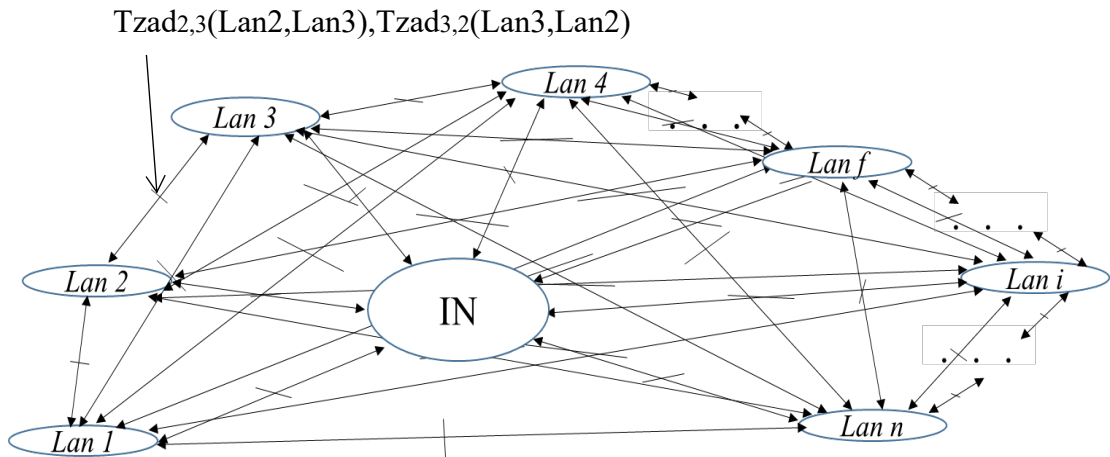 Tzad2,3(Lan2,Lan3),Tzad3,2(Lan3,Lan2)
Lan 4
Lan 3
. . .
Lan f
. . .
Lan 2
Lan i
IN
. . .
Lan n
Lan 1